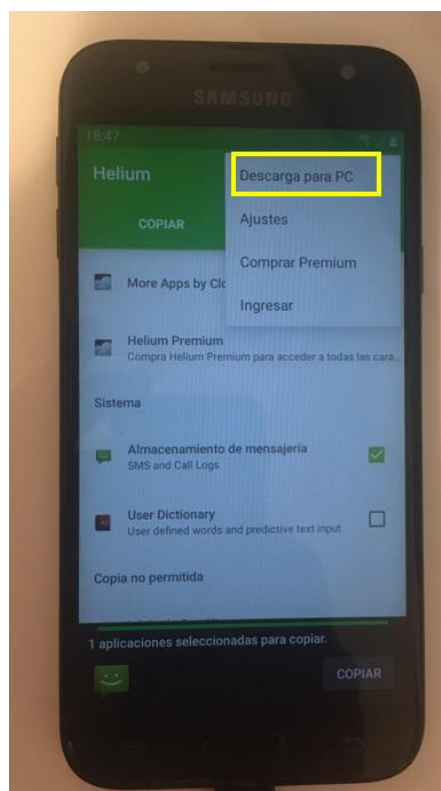 SAMSUNG
18:47
Helium
Descarga para PC
COPIAR
Ajustes
Comprar Premium
Ingresar
More Apps by Clo
Helium Premium
Compra Helium Premium para acceder a todas las cara...
Sistema
Almacenamiento de mensajería
SMS and Call Logs
User Dictionary
User defined words and predictive text input.
Copia no permitida
1 aplicaciones seleccionadas para copiar.
COPIAR